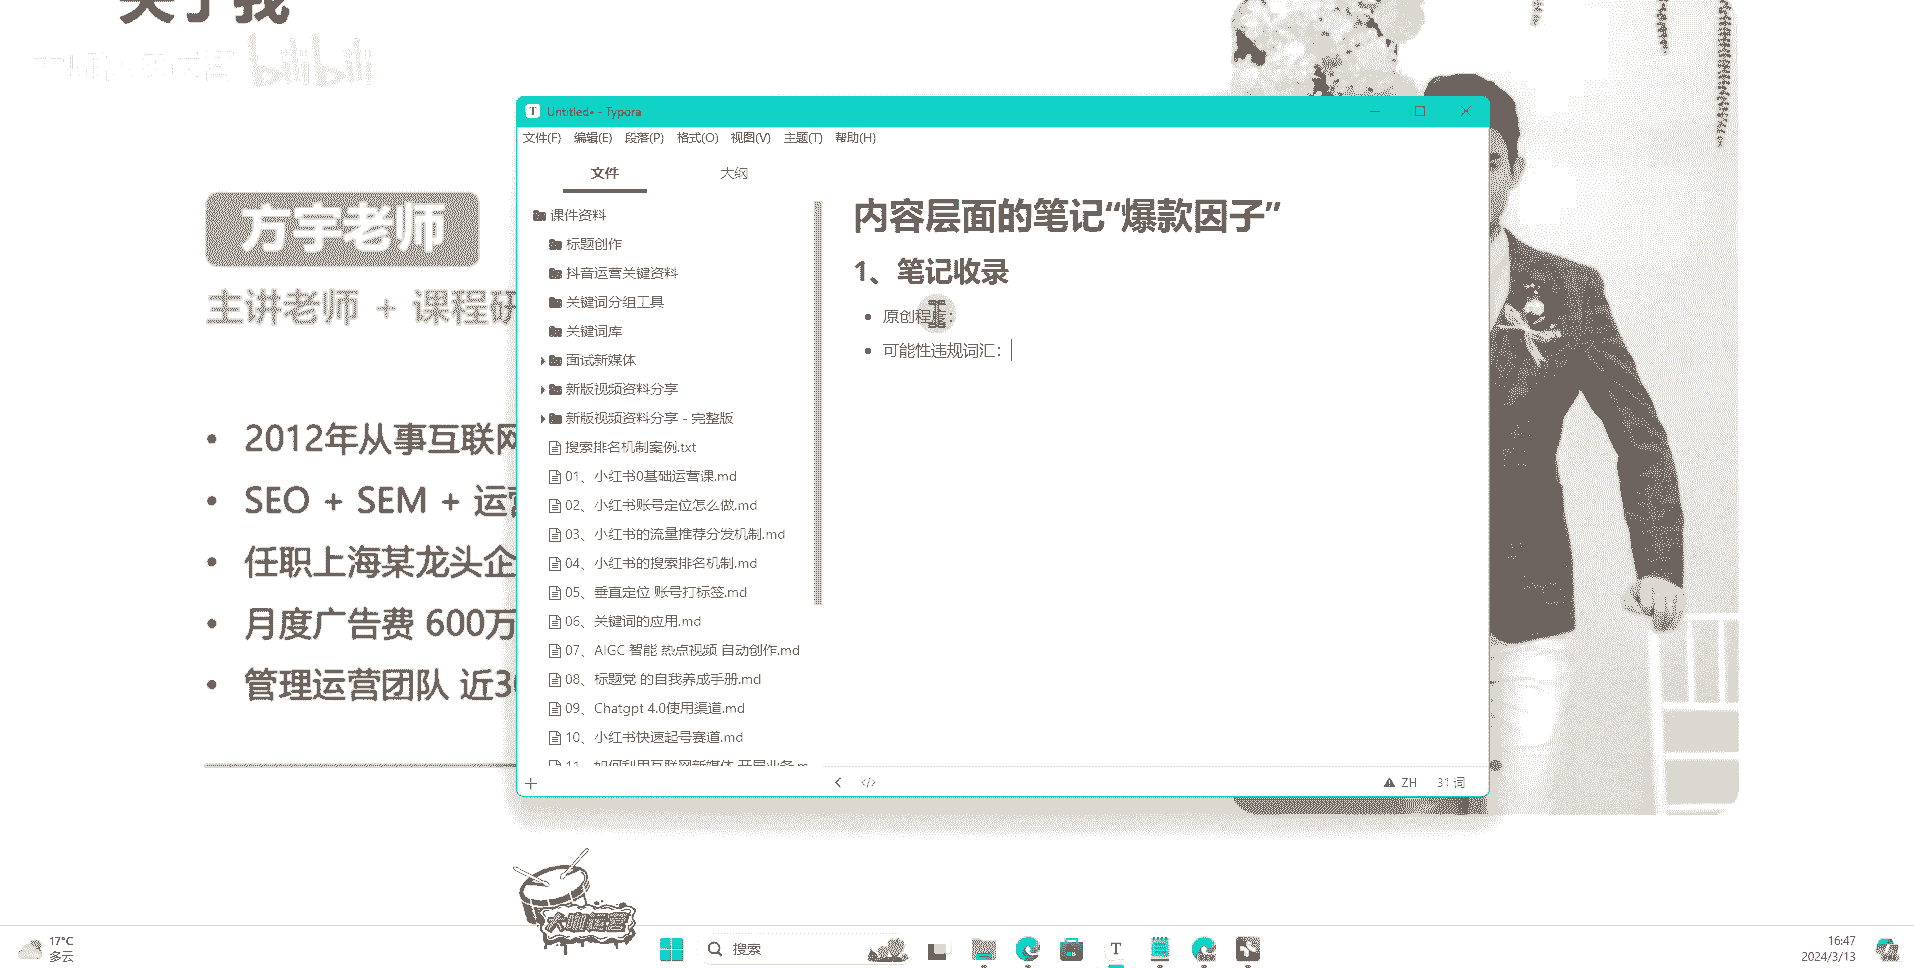 关于我
bilibili
方宇老师
主讲老师 + 课程研
2012年从事互联网
SEO + SEM + 运营
任职上海某龙头企
月度广告费 600万
管理运营团队 近30
Untitled• - Typora
文件(F) 编辑(E) 段落(P) 格式(O) 视图(V) 主题(T) 帮助(H)
文件 大纲
课件资料
标题创作
抖音运营关键资料
关键词分组工具
关键词库
面试新媒体
新版视频资料分享
新版视频资料分享 - 完整版
搜索排名机制案例.txt
01、小红书0基础运营课.md
02、小红书账号定位怎么做.md
03、小红书的流量推荐分发机制.md
04、小红书的搜索排名机制.md
05、垂直定位 账号打标签.md
06、关键词的应用.md
07、AIGC 智能 热点视频 自动创作.md
08、标题党 的自我养成手册.md
09、Chatgpt 4.0使用渠道.md
10、小红书快速起号赛道.md
11、如何利用互联网新媒体 开展业务.m
内容层面的笔记“爆款因子”
1、笔记收录
原创程度：
可能性违规词汇：
ZH 31 词
大咖运营
17°C
多云
搜索
16:47
2024/3/13